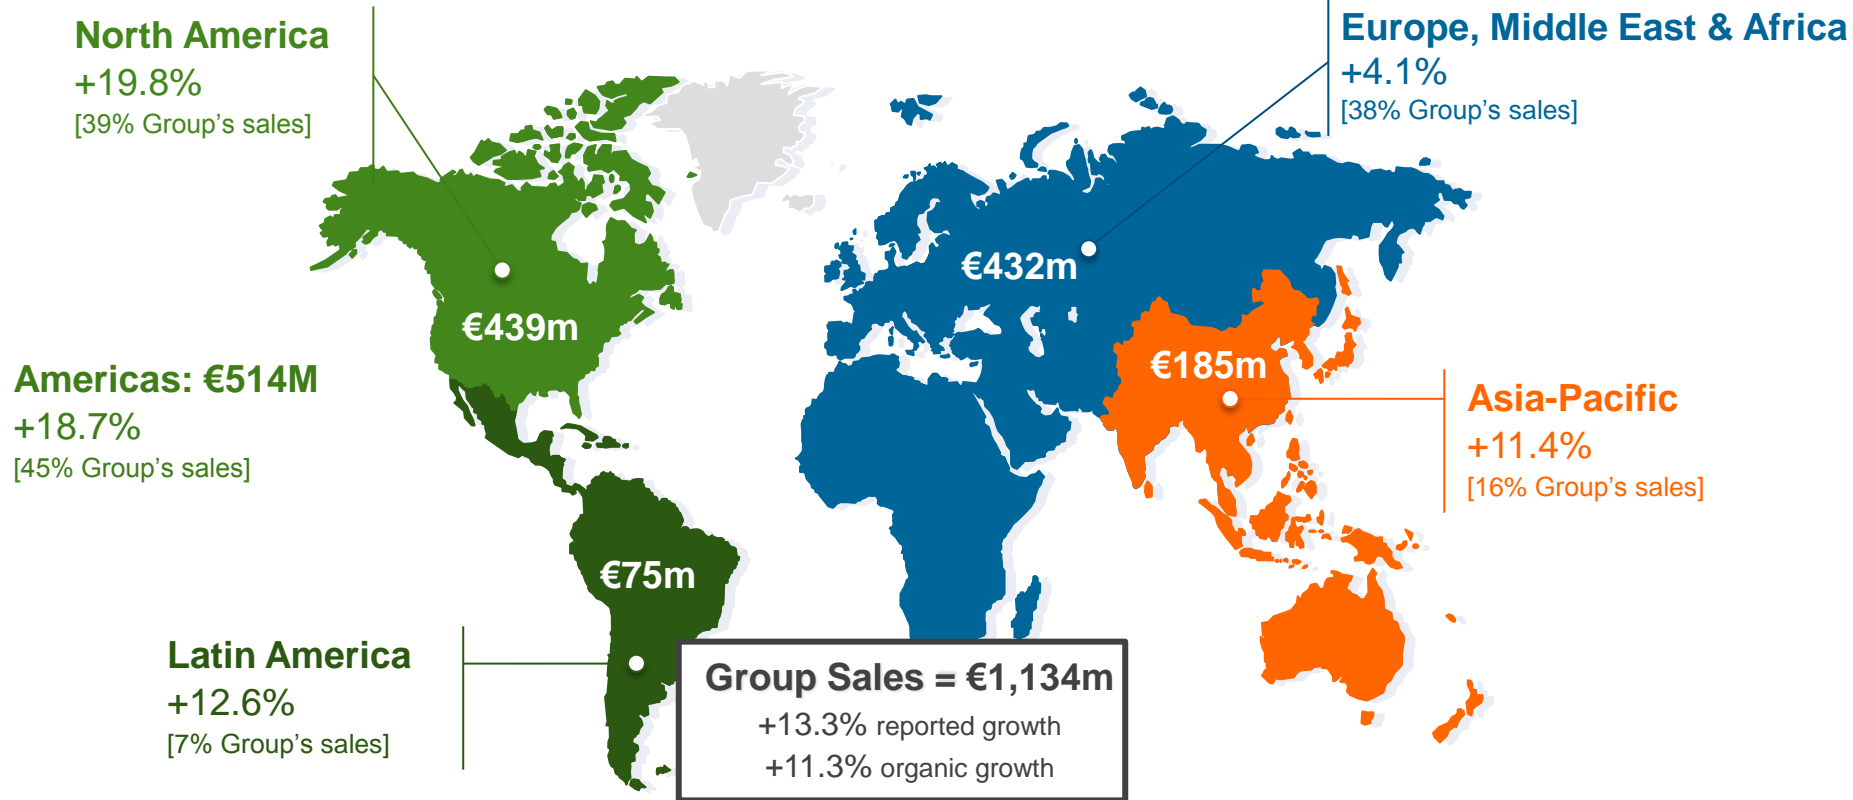 North America
+19.8%
[39% Group's sales]
Europe, Middle East & Africa
+4.1%
[38% Group's sales]
€432m
€439m
€185m
Americas: €514M
+18.7%
[45% Group's sales]
Asia-Pacific
+11.4%
[16% Group's sales]
€75m
Latin America
+12.6%
[7% Group's sales]
Group Sales = €1,134m
+13.3% reported growth
+11.3% organic growth